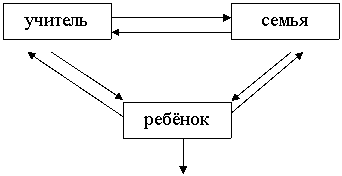 учитель
семья
ребёнок